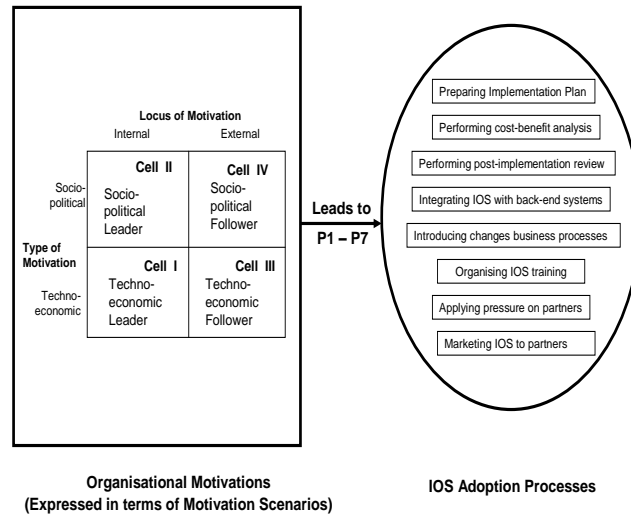 Locus of Motivation
Internal External
Socio-
political
Type of
Motivation
Techno-
economic
Cell II
Socio-
political
Leader
Cell IV
Socio-
political
Follower
Cell I
Techno-
economic
Leader
Cell III
Techno-
economic
Follower
Leads to
P1 – P7
Preparing Implementation Plan
Performing cost-benefit analysis
Performing post-implementation review
Integrating IOS with back-end systems
Introducing changes business processes
Organising IOS training
Applying pressure on partners
Marketing IOS to partners
Organisational Motivations
(Expressed in terms of Motivation Scenarios)
IOS Adoption Processes